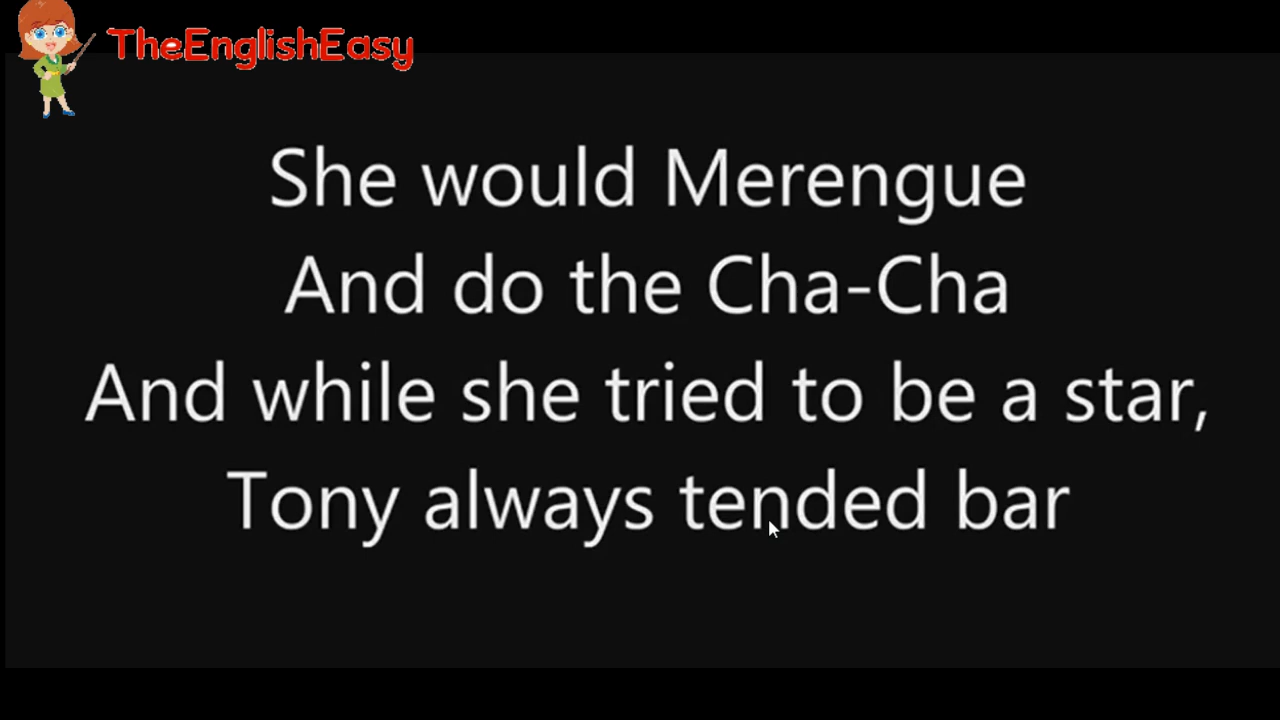 TheEnglishEasy
She would Merengue
And do the Cha-Cha
And while she tried to be a star,
Tony always tended bar